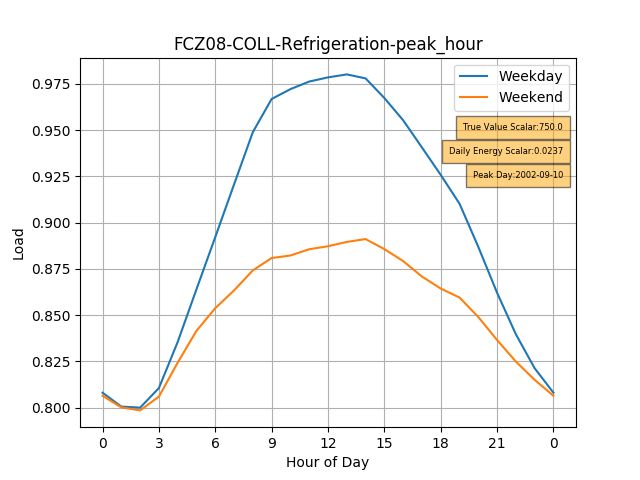 FCZ08-COLL-Refrigeration-peak_hour
Weekday
Weekend
True Value Scalar:750.0
Daily Energy Scalar:0.0237
Peak Day:2002-09-10
0.975
0.950
0.925
0.900
0.875
0.850
0.825
0.800
Load
0 3 6 9 12 15 18 21 0
Hour of Day